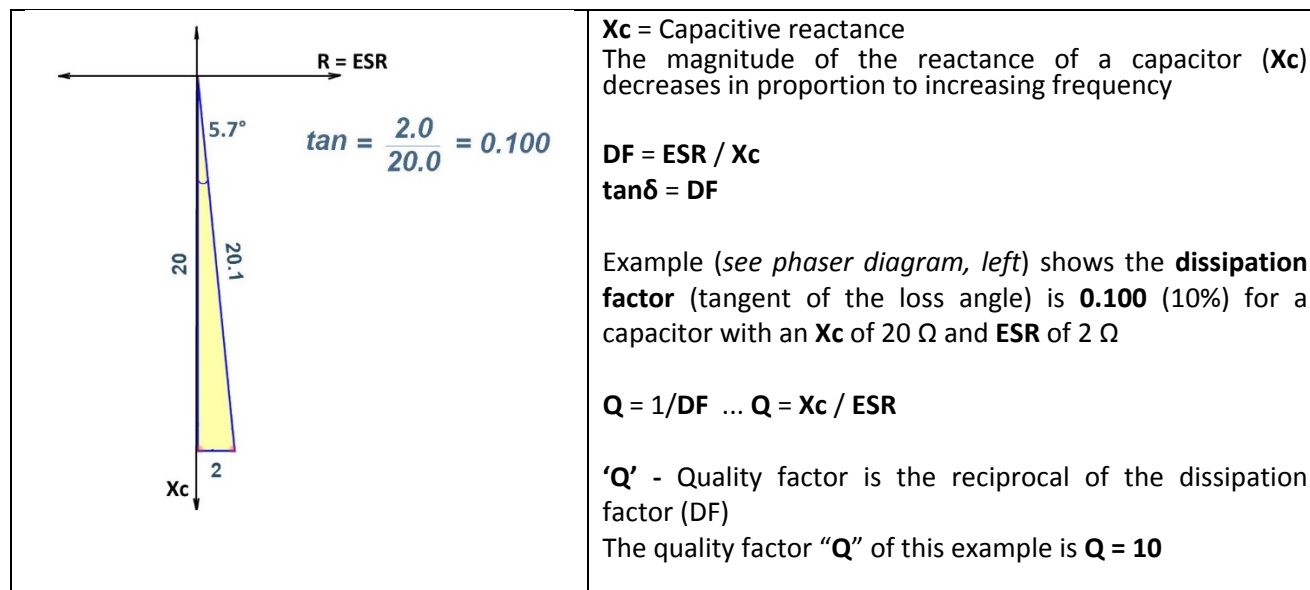 R = ESR
5.7°
tan = 2.0 / 20.0 = 0.100
20
20.1
2
Xc
Xc = Capacitive reactance
The magnitude of the reactance of a capacitor (Xc)
decreases in proportion to increasing frequency
DF = ESR / Xc
tanδ = DF
Example (see phaser diagram, left) shows the dissipation
factor (tangent of the loss angle) is 0.100 (10%) for a
capacitor with an Xc of 20 Ω and ESR of 2 Ω
Q = 1/DF ... Q = Xc / ESR
‘Q’ - Quality factor is the reciprocal of the dissipation
factor (DF)
The quality factor “Q” of this example is Q = 10